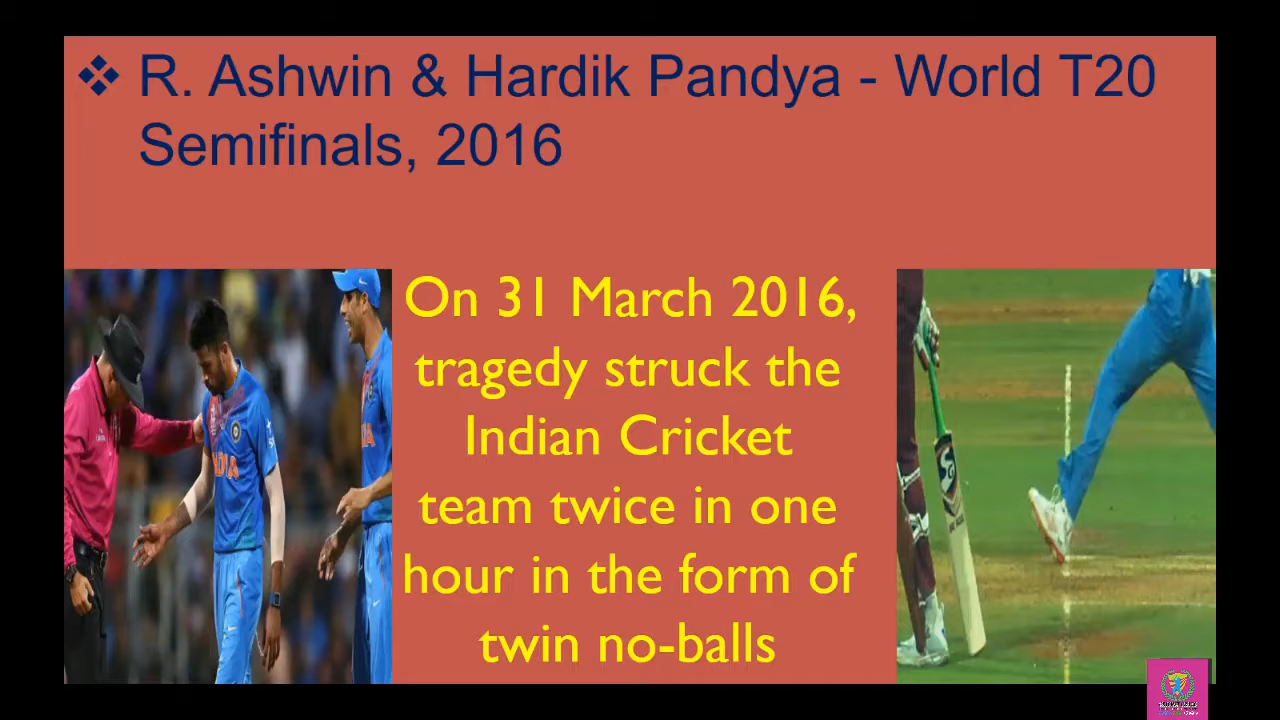 ❖ R. Ashwin & Hardik Pandya - World T20
Semifinals, 2016
On 31 March 2016,
tragedy struck the
Indian Cricket
team twice in one
hour in the form of
twin no-balls
INDIA